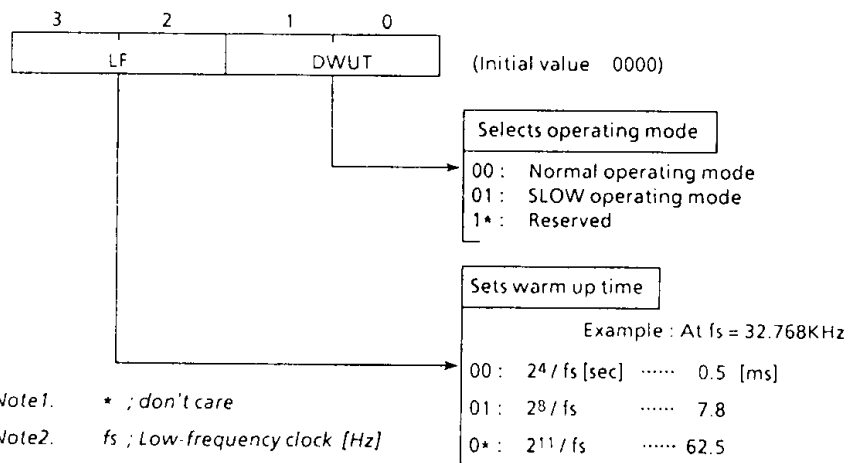 3 2 1 0
LF DWUT (Initial value 0000)
Selects operating mode
00 : Normal operating mode
01 : SLOW operating mode
1* : Reserved
Sets warm up time
Example : At fs = 32.768KHz
00 : 2⁴ / fs [sec] ······ 0.5 [ms]
01 : 2⁸ / fs ······ 7.8
0* : 2¹¹ / fs ······ 62.5
Note1. * ; don't care
Note2. fs ; Low-frequency clock [Hz]